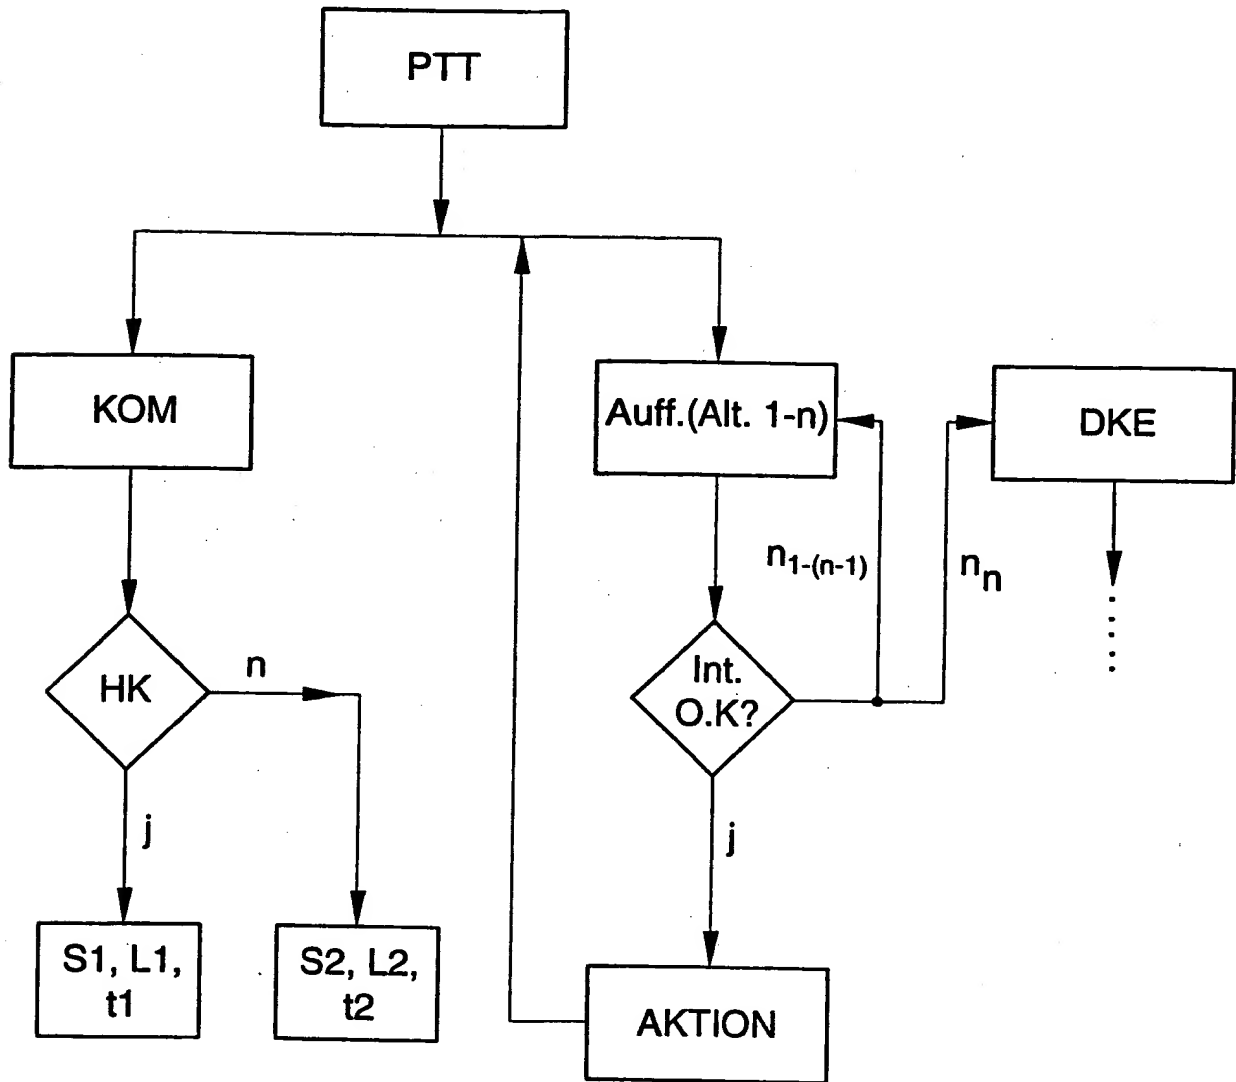 PTT
KOM
Auff.(Alt. 1-n)
DKE
n1-(n-1)
nn
HK
n
Int.
O.K?
j
j
S1, L1,
t1
S2, L2,
t2
AKTION